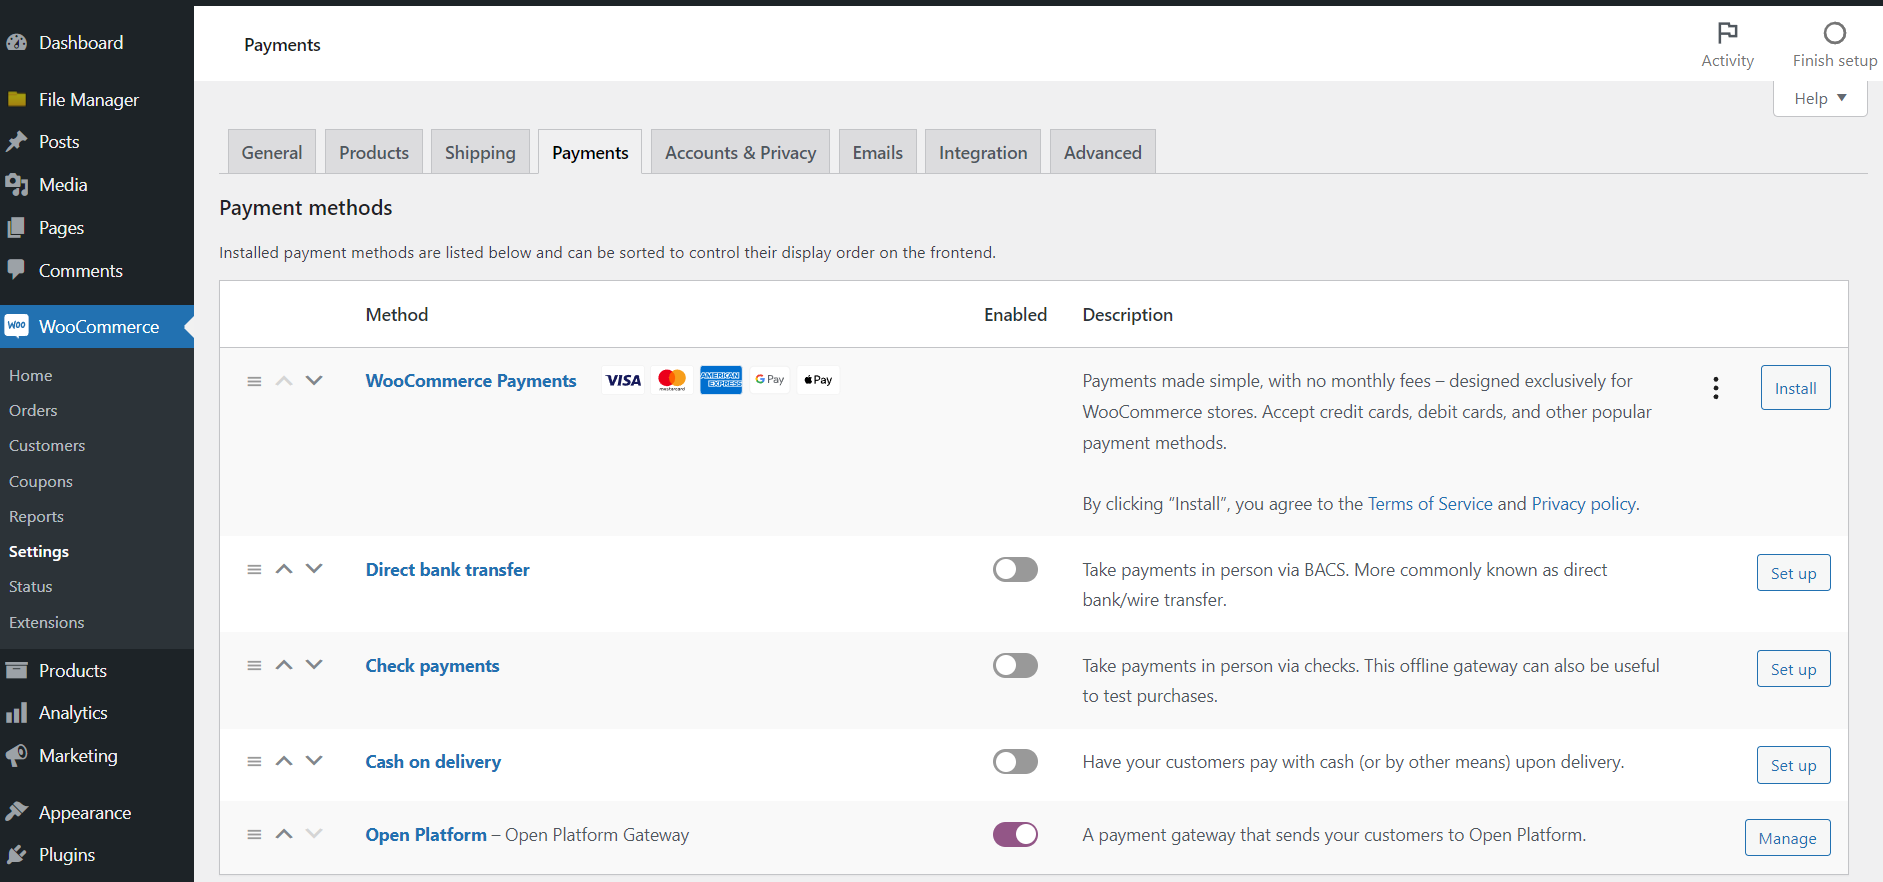 Dashboard
File Manager
Posts
Media
Pages
Comments
Woo WooCommerce
Home
Orders
Customers
Coupons
Reports
Settings
Status
Extensions
Products
Analytics
Marketing
Appearance
Plugins
Payments
Activity
Finish setup
Help
General
Products
Shipping
Payments
Accounts & Privacy
Emails
Integration
Advanced
Payment methods
Installed payment methods are listed below and can be sorted to control their display order on the frontend.
Method
Enabled
Description
WooCommerce Payments
VISA
mastercard
AMERICAN
EXPRESS
G Pay
Pay
Payments made simple, with no monthly fees – designed exclusively for
WooCommerce stores. Accept credit cards, debit cards, and other popular
payment methods.
By clicking “Install”, you agree to the Terms of Service and Privacy policy.
Install
Direct bank transfer
Take payments in person via BACS. More commonly known as direct
bank/wire transfer.
Set up
Check payments
Take payments in person via checks. This offline gateway can also be useful
to test purchases.
Set up
Cash on delivery
Have your customers pay with cash (or by other means) upon delivery.
Set up
Open Platform – Open Platform Gateway
A payment gateway that sends your customers to Open Platform.
Manage